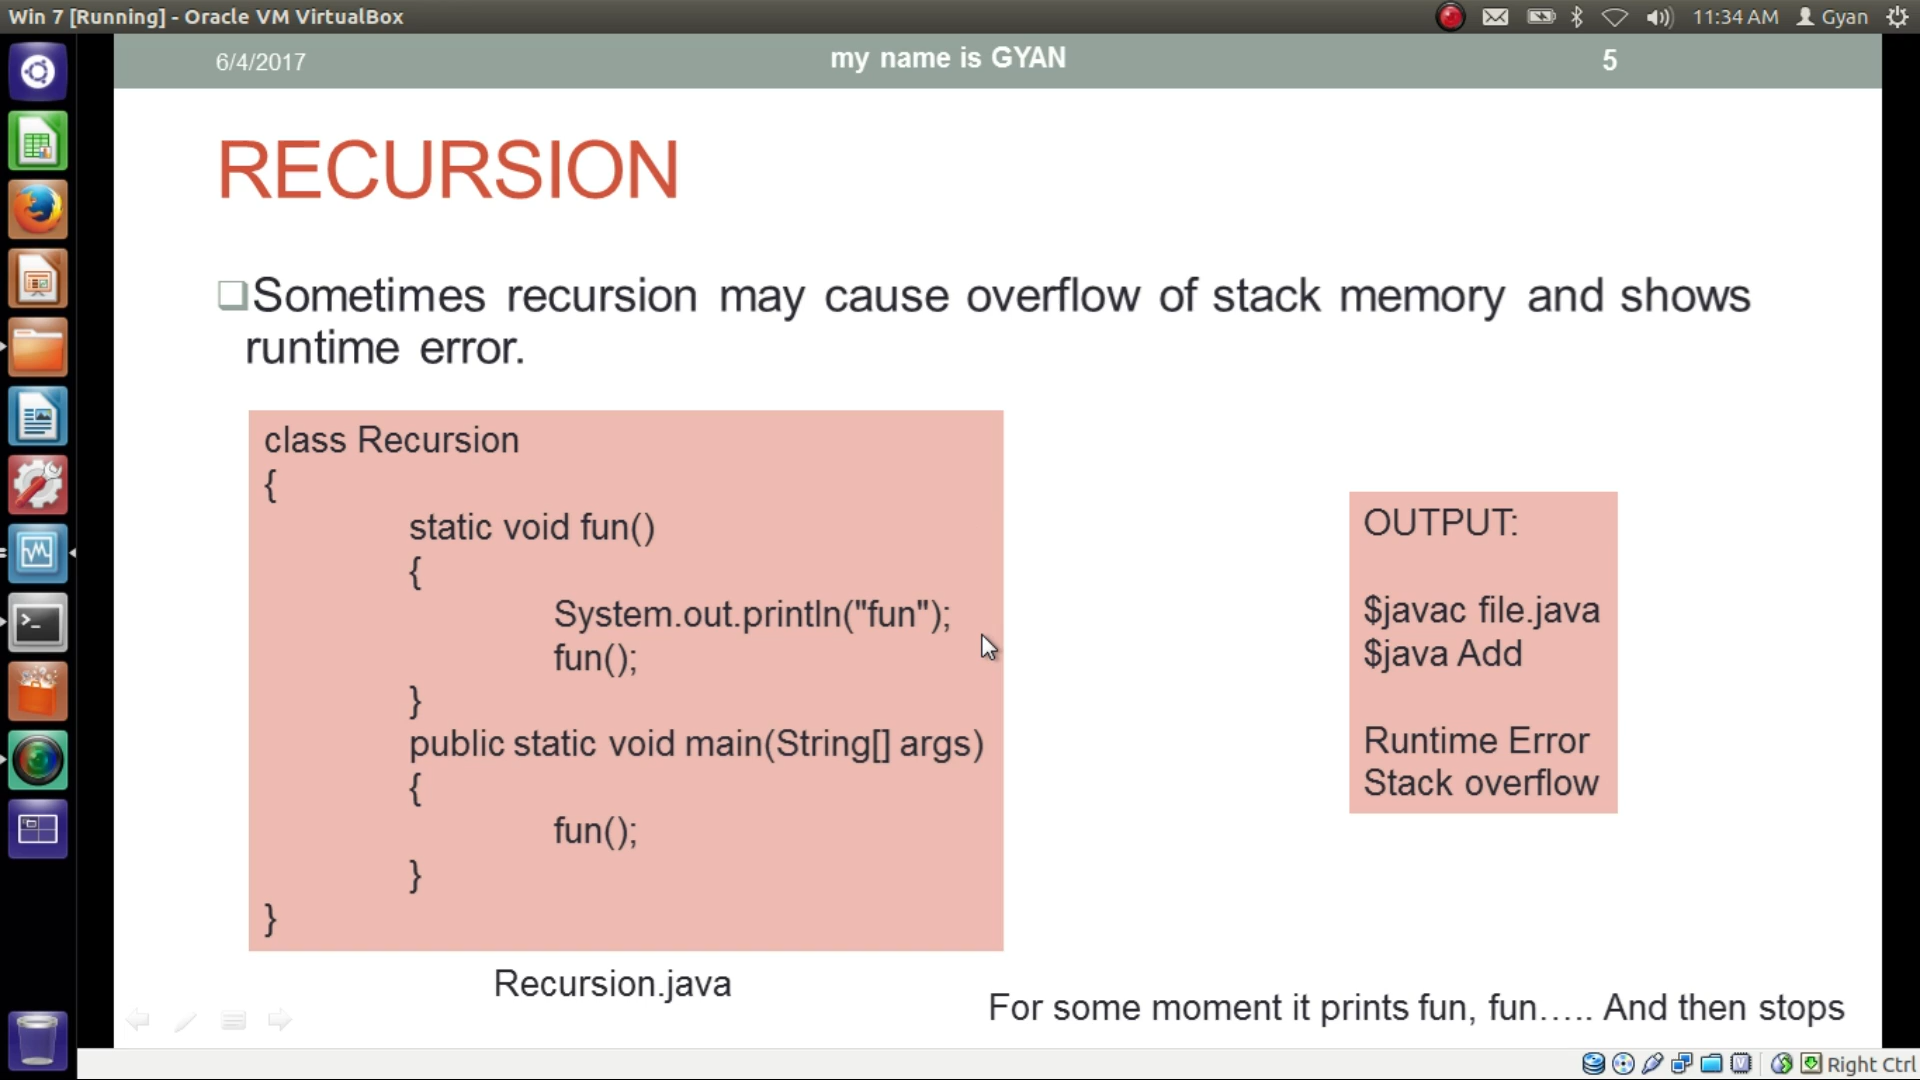 Win 7 [Running] - Oracle VM VirtualBox
11:34 AM Gyan
6/4/2017
my name is GYAN
5
RECURSION
Sometimes recursion may cause overflow of stack memory and shows
runtime error.
class Recursion
{
static void fun()
{
System.out.println("fun");
fun();
}
public static void main(String[] args)
{
fun();
}
}
Recursion.java
OUTPUT:
$javac file.java
$java Add
Runtime Error
Stack overflow
For some moment it prints fun, fun….. And then stops
Right Ctrl